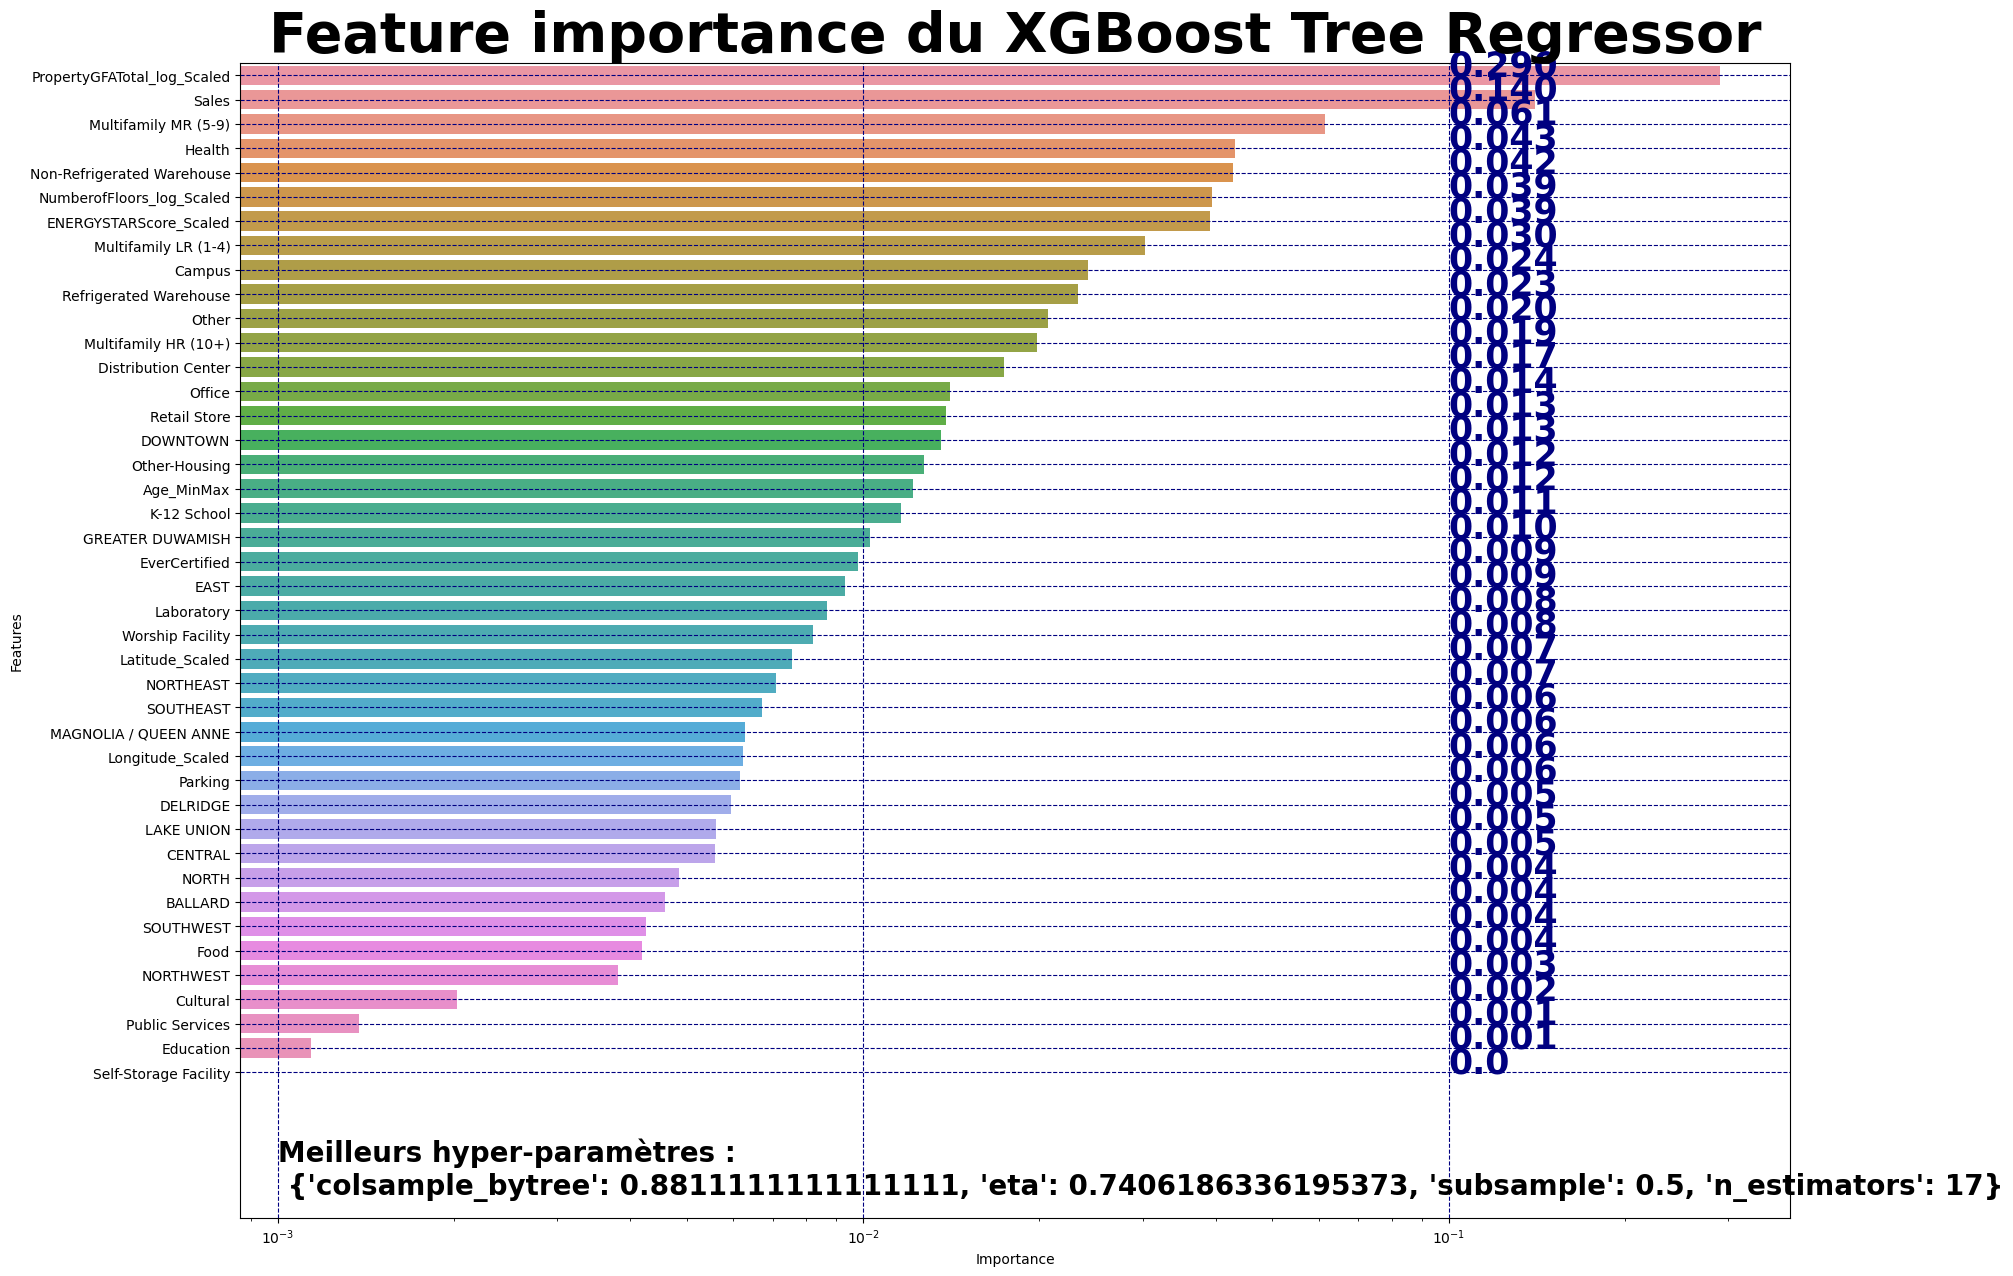 Feature importance du XGBoost Tree Regressor
PropertyGFATotal_log_Scaled 0.290
Sales 0.140
Multifamily MR (5-9) 0.061
Health 0.043
Non-Refrigerated Warehouse 0.042
NumberofFloors_log_Scaled 0.039
ENERGYSTARScore_Scaled 0.039
Multifamily LR (1-4) 0.030
Campus 0.024
Refrigerated Warehouse 0.023
Other 0.020
Multifamily HR (10+) 0.019
Distribution Center 0.017
Office 0.014
Retail Store 0.013
DOWNTOWN 0.013
Other-Housing 0.012
Age_MinMax 0.012
K-12 School 0.011
GREATER DUWAMISH 0.010
EverCertified 0.009
EAST 0.009
Laboratory 0.008
Worship Facility 0.008
Latitude_Scaled 0.007
NORTHEAST 0.007
SOUTHEAST 0.006
MAGNOLIA / QUEEN ANNE 0.006
Longitude_Scaled 0.006
Parking 0.006
DELRIDGE 0.005
LAKE UNION 0.005
CENTRAL 0.005
NORTH 0.004
BALLARD 0.004
SOUTHWEST 0.004
Food 0.004
NORTHWEST 0.003
Cultural 0.002
Public Services 0.001
Education 0.001
Self-Storage Facility 0.0
Features
Meilleurs hyper-paramètres :
{'colsample_bytree': 0.8811111111111111, 'eta': 0.7406186336195373, 'subsample': 0.5, 'n_estimators': 17}
10⁻³ 10⁻² 10⁻¹
Importance